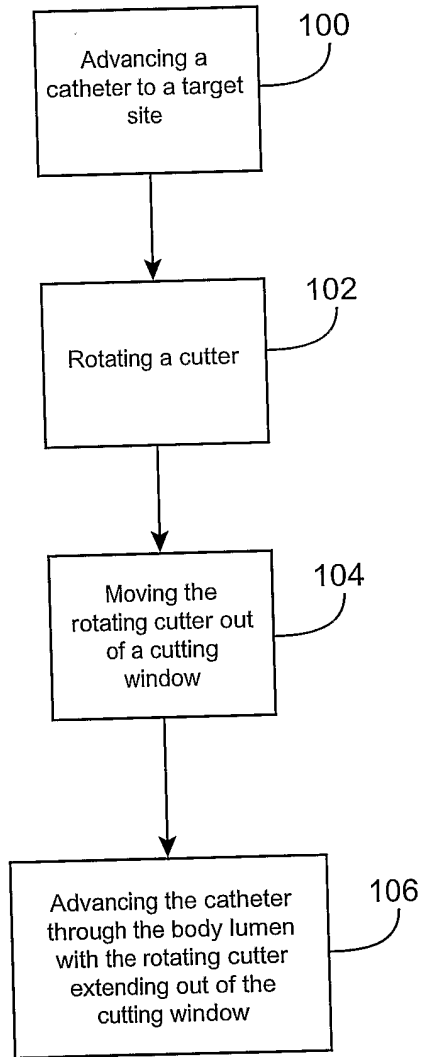 100
Advancing a
catheter to a target
site
102
Rotating a cutter
104
Moving the
rotating cutter out
of a cutting
window
106
Advancing the catheter
through the body lumen
with the rotating cutter
extending out of the
cutting window